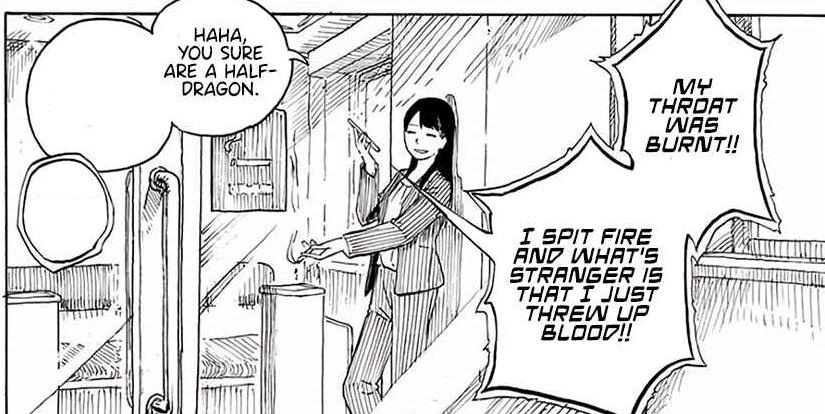 MY
THROAT
WAS
BURNT!!
I SPIT FIRE
AND WHAT'S
STRANGER IS
THAT I JUST
THREW UP
BLOOD!!
HAHA,
YOU SURE
ARE A HALF-
DRAGON.